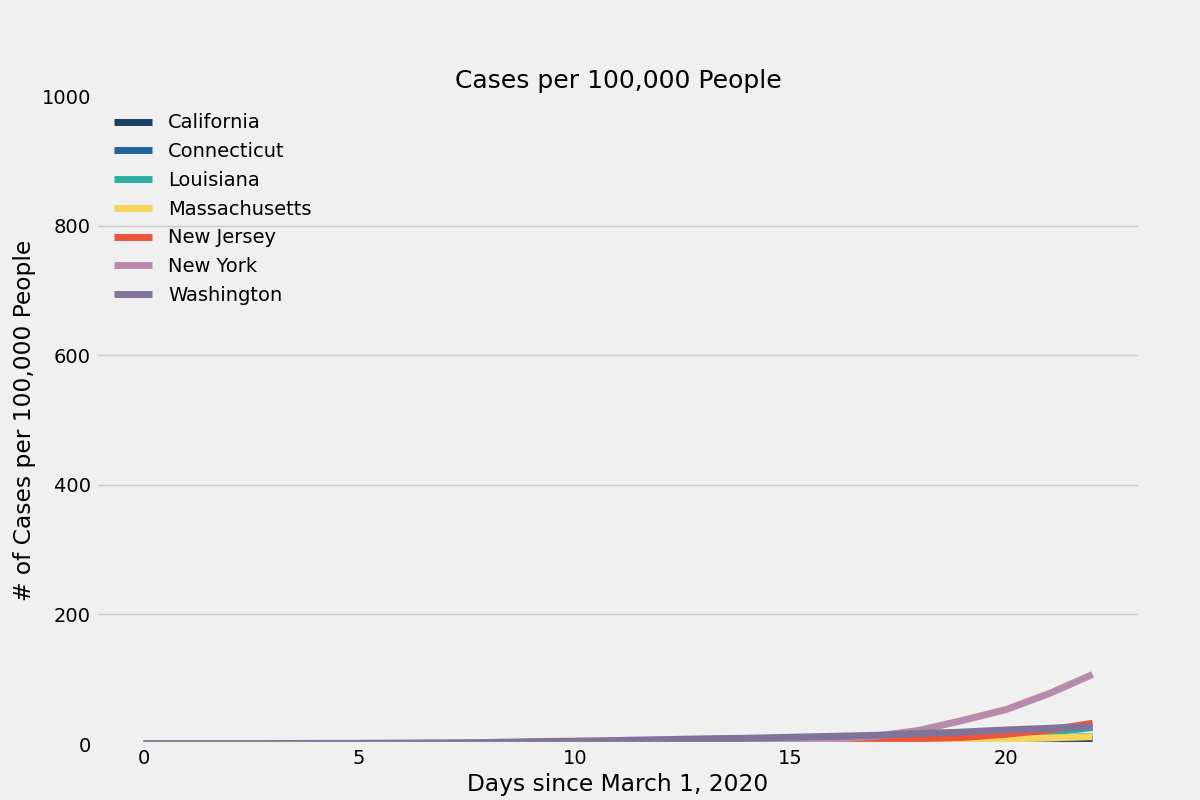 Cases per 100,000 People
1000
800
600
400
200
0
# of Cases per 100,000 People
California
Connecticut
Louisiana
Massachusetts
New Jersey
New York
Washington
0 5 10 15 20
Days since March 1, 2020